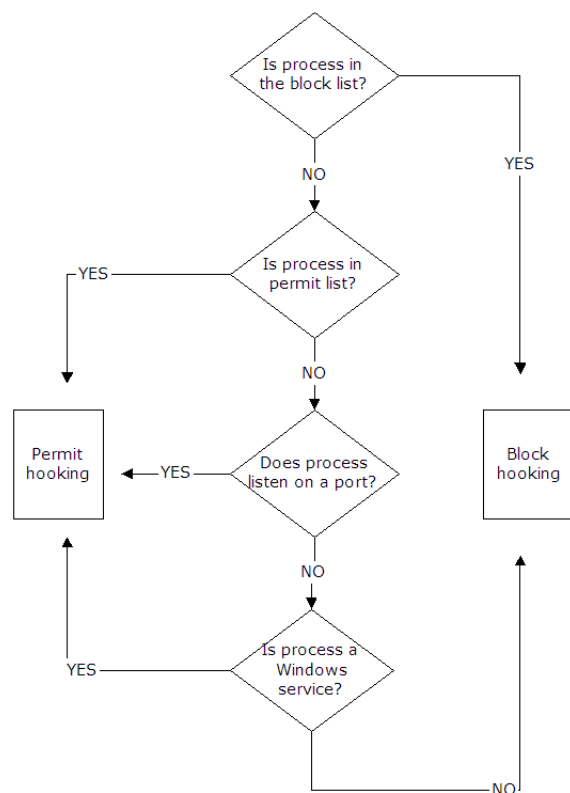 Is process in
the block list?
YES
NO
Is process in
permit list?
YES
NO
Permit
hooking
YES
Does process
listen on a port?
Block
hooking
NO
Is process a
Windows
service?
YES
NO